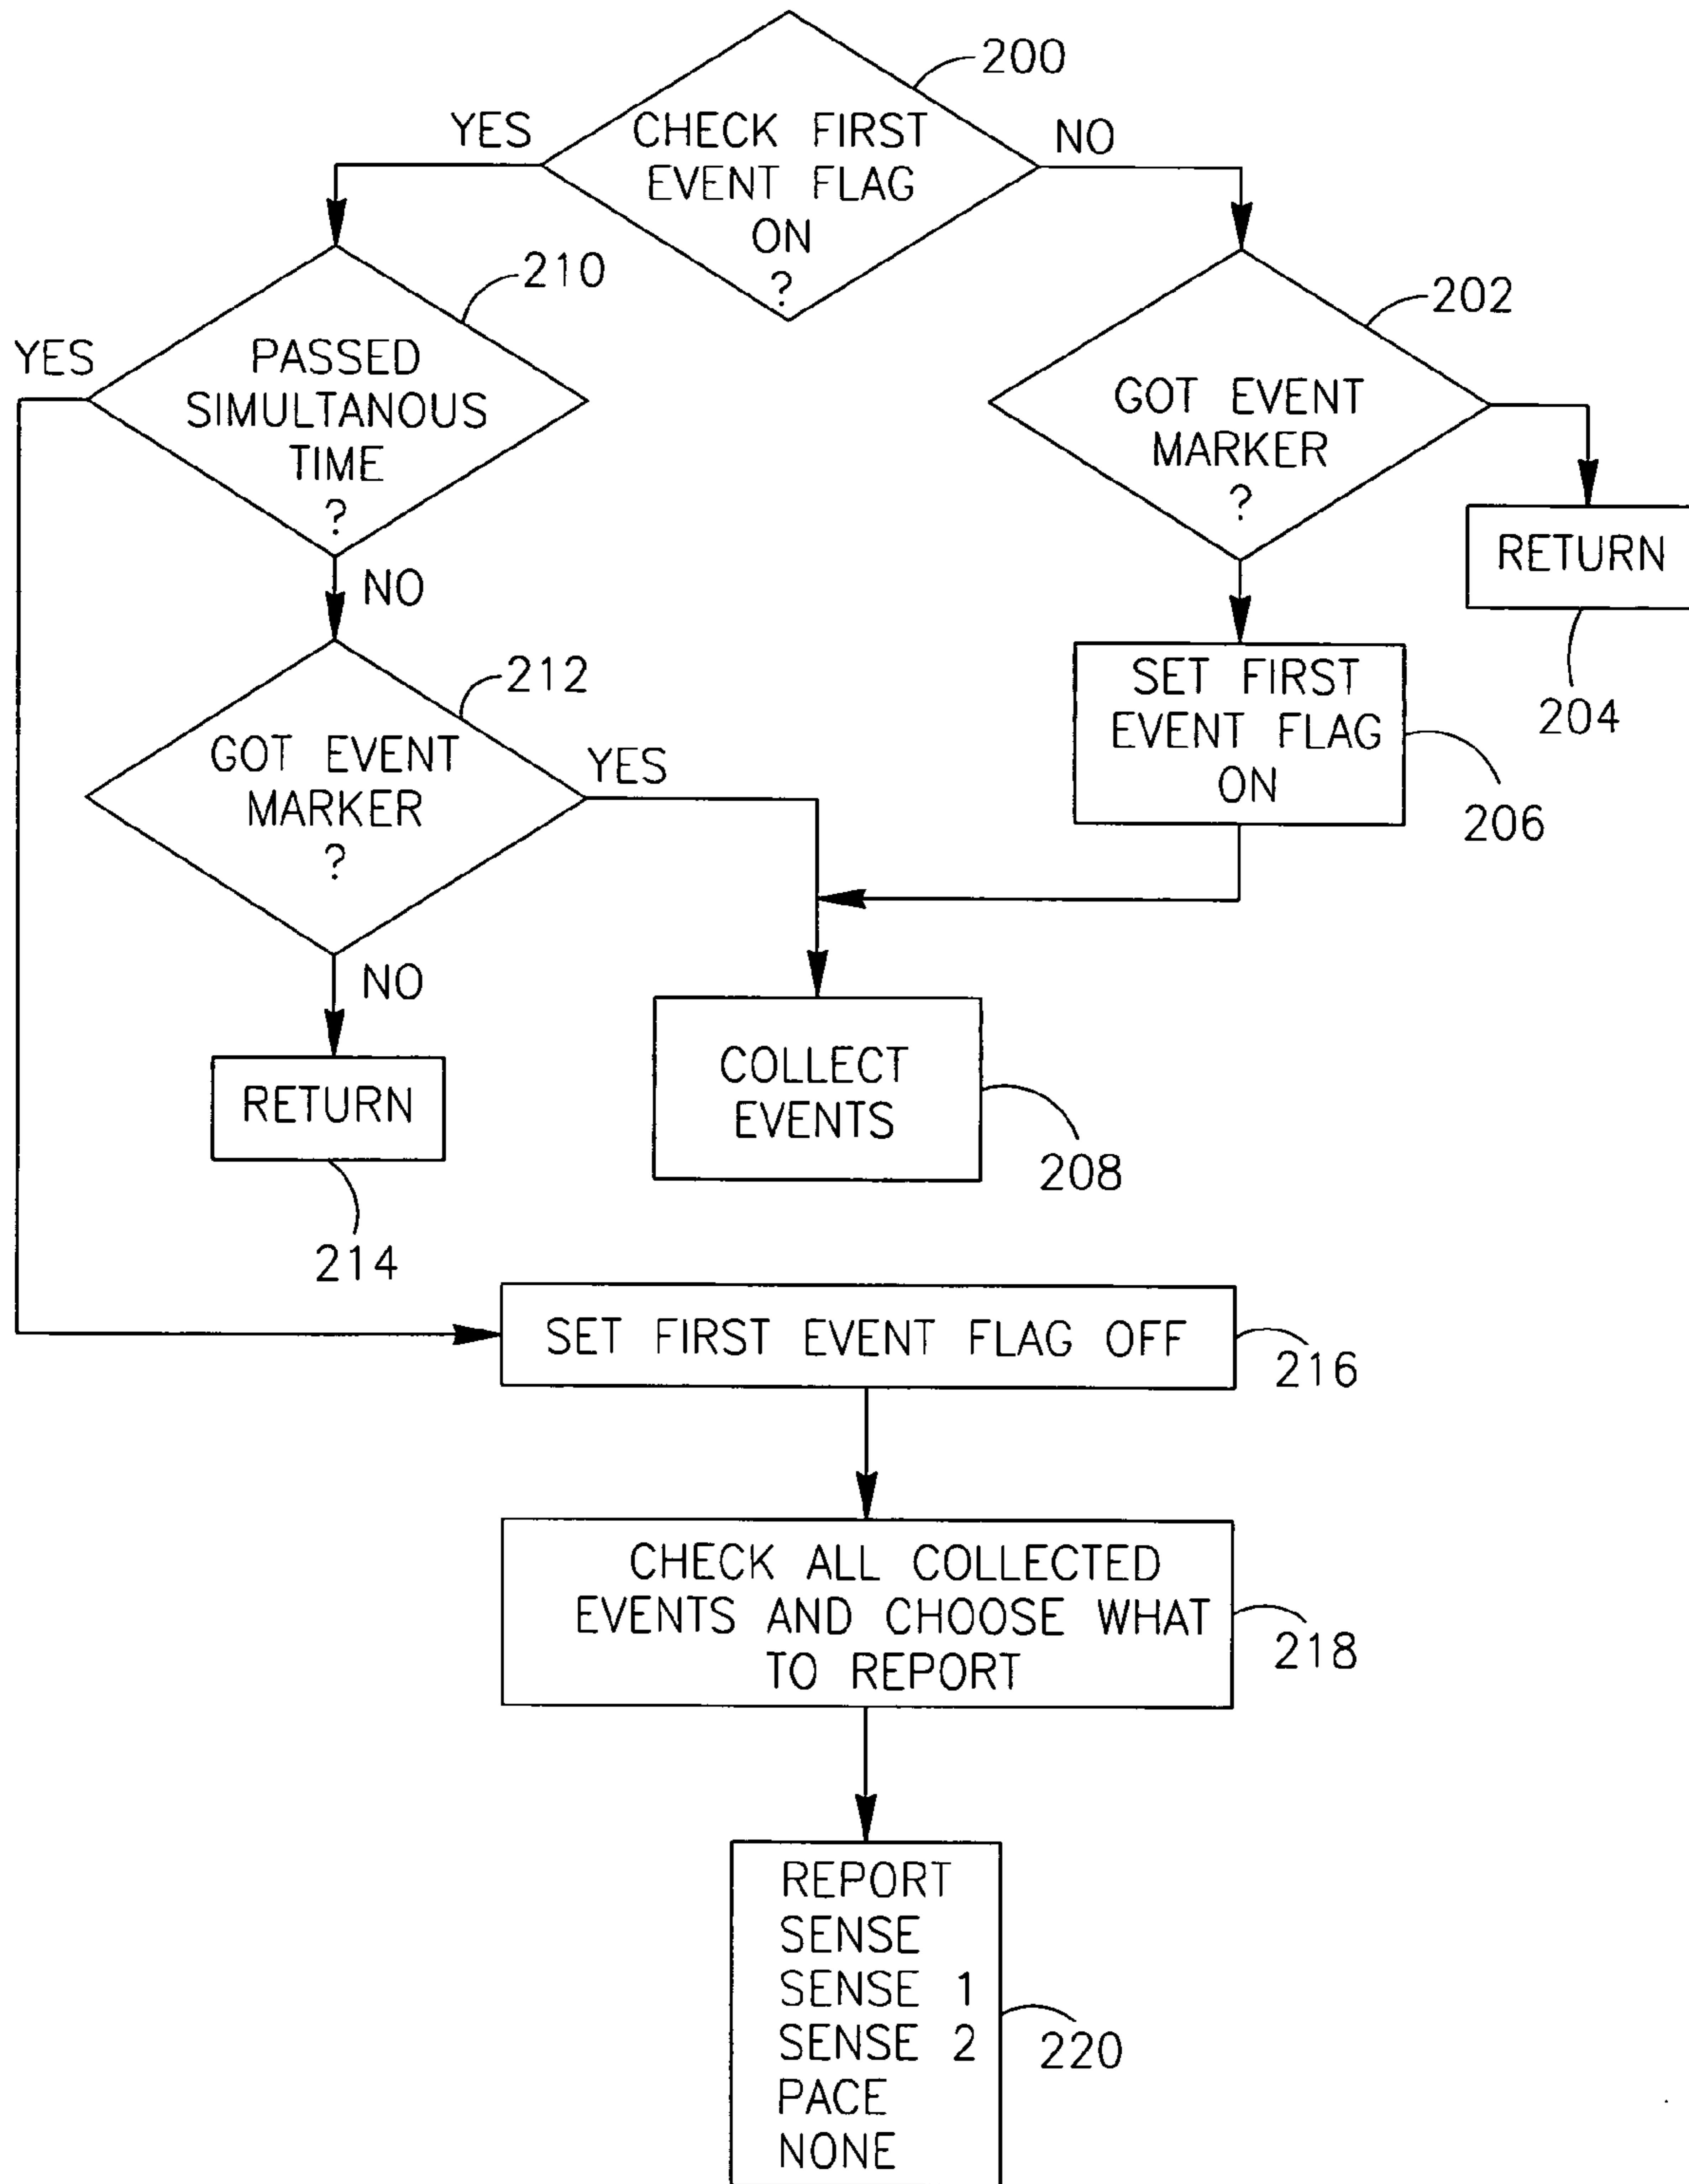 200
YES
CHECK FIRST
EVENT FLAG
ON
?
NO
210
202
YES
PASSED
SIMULTANOUS
TIME
?
GOT EVENT
MARKER
?
RETURN
204
NO
212
SET FIRST
EVENT FLAG
ON
206
GOT EVENT
MARKER
?
YES
NO
RETURN
214
COLLECT
EVENTS
208
SET FIRST EVENT FLAG OFF
216
CHECK ALL COLLECTED
EVENTS AND CHOOSE WHAT
TO REPORT
218
REPORT
SENSE
SENSE 1
SENSE 2
PACE
NONE
220